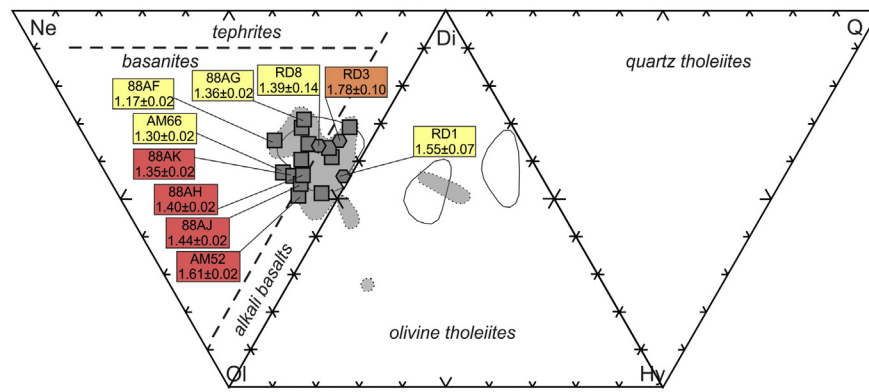 Ne
tephrites
Di
Q
basanites
quartz tholeiites
88AF
1.17±0.02
88AG
1.36±0.02
RD8
1.39±0.14
RD3
1.78±0.10
AM66
1.30±0.02
RD1
1.55±0.07
88AK
1.35±0.02
88AH
1.40±0.02
88AJ
1.44±0.02
AM52
1.61±0.02
alkali basalts
olivine tholeiites
Ol
Hy